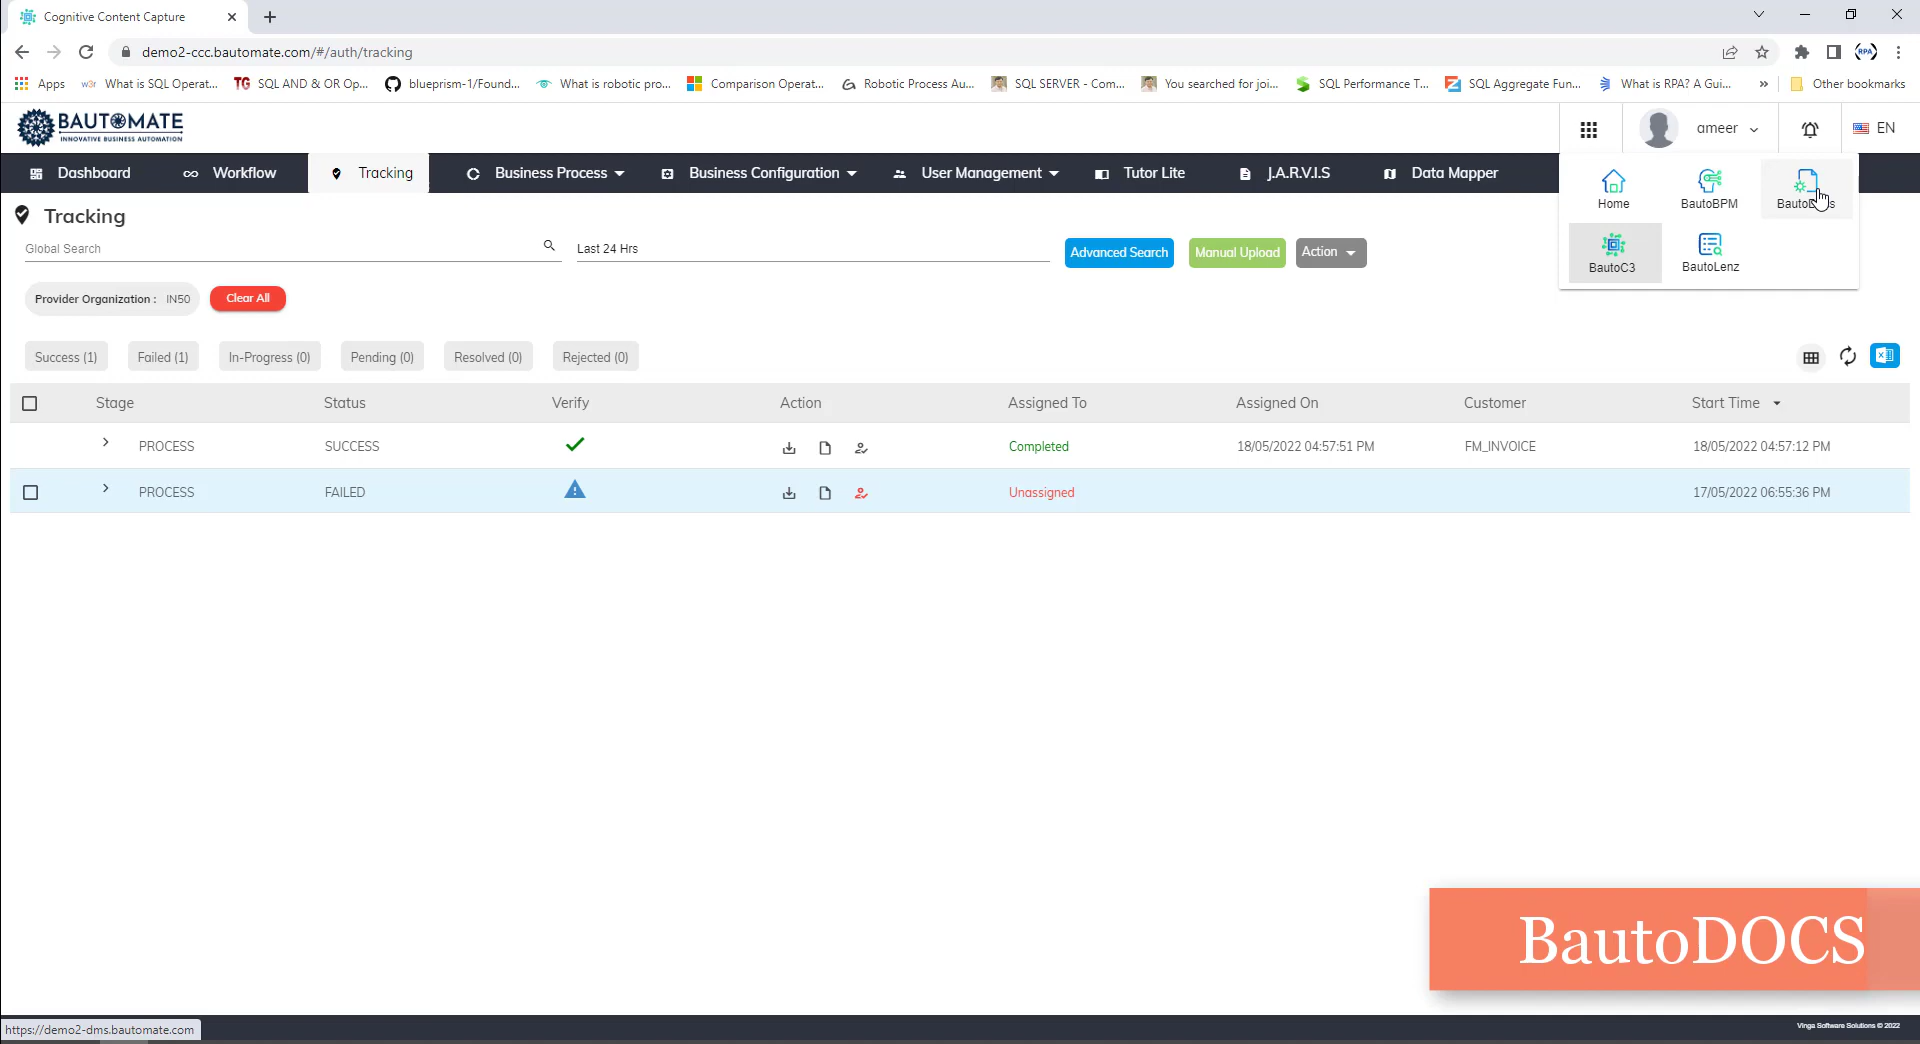 Cognitive Content Capture
demo2-ccc.bautomate.com/#/auth/tracking
Apps
w3r What is SQL Operat...
TG SQL AND & OR Op...
blueprism-1/Found...
What is robotic pro...
Comparison Operat...
Robotic Process Au...
SQL SERVER - Com...
You searched for joi...
SQL Performance T...
SQL Aggregate Fun...
What is RPA? A Gui...
»
Other bookmarks
(RPA)
BAUTOMATE
INNOVATIVE BUSINESS AUTOMATION
ameer
EN
Dashboard
Workflow
Tracking
Business Process
Business Configuration
User Management
Tutor Lite
J.A.R.V.I.S
Data Mapper
Home
BautoBPM
BautoC3
BautoLenz
Tracking
Global Search
Last 24 Hrs
Advanced Search
Manual Upload
Action
Provider Organization : IN50
Clear All
Success (1)
Failed (1)
In-Progress (0)
Pending (0)
Resolved (0)
Rejected (0)
Stage Status Verify Action Assigned To Assigned On Customer Start Time
PROCESS SUCCESS Completed 18/05/2022 04:57:51 PM FM_INVOICE 18/05/2022 04:57:12 PM
PROCESS FAILED Unassigned 17/05/2022 06:55:36 PM
BautoDOCS
https://demo2-dms.bautomate.com
Vinga Software Solutions © 2022